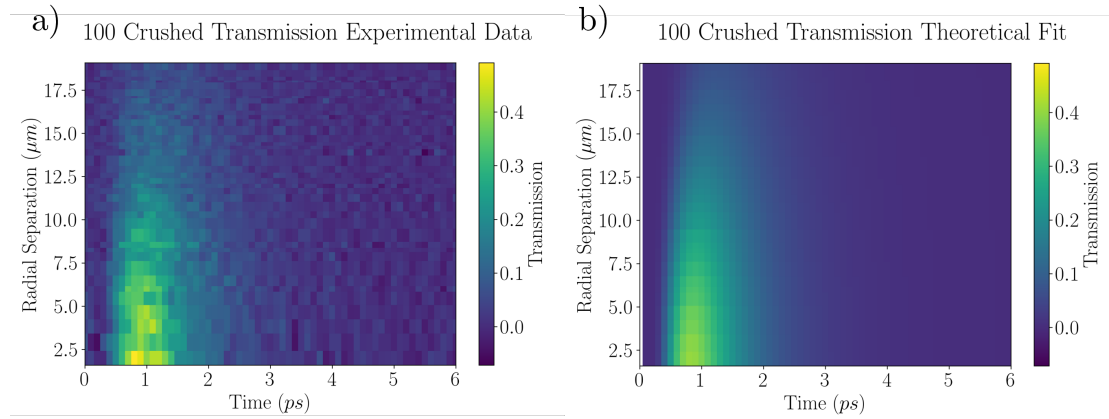 a) 100 Crushed Transmission Experimental Data
17.5
15.0
12.5
10.0
7.5
5.0
2.5
Radial Separation (μm)
0 1 2 3 4 5 6
Time (ps)
0.4
0.3
0.2
0.1
0.0
Transmission
b) 100 Crushed Transmission Theoretical Fit
17.5
15.0
12.5
10.0
7.5
5.0
2.5
Radial Separation (μm)
0 1 2 3 4 5 6
Time (ps)
0.4
0.3
0.2
0.1
0.0
Transmission